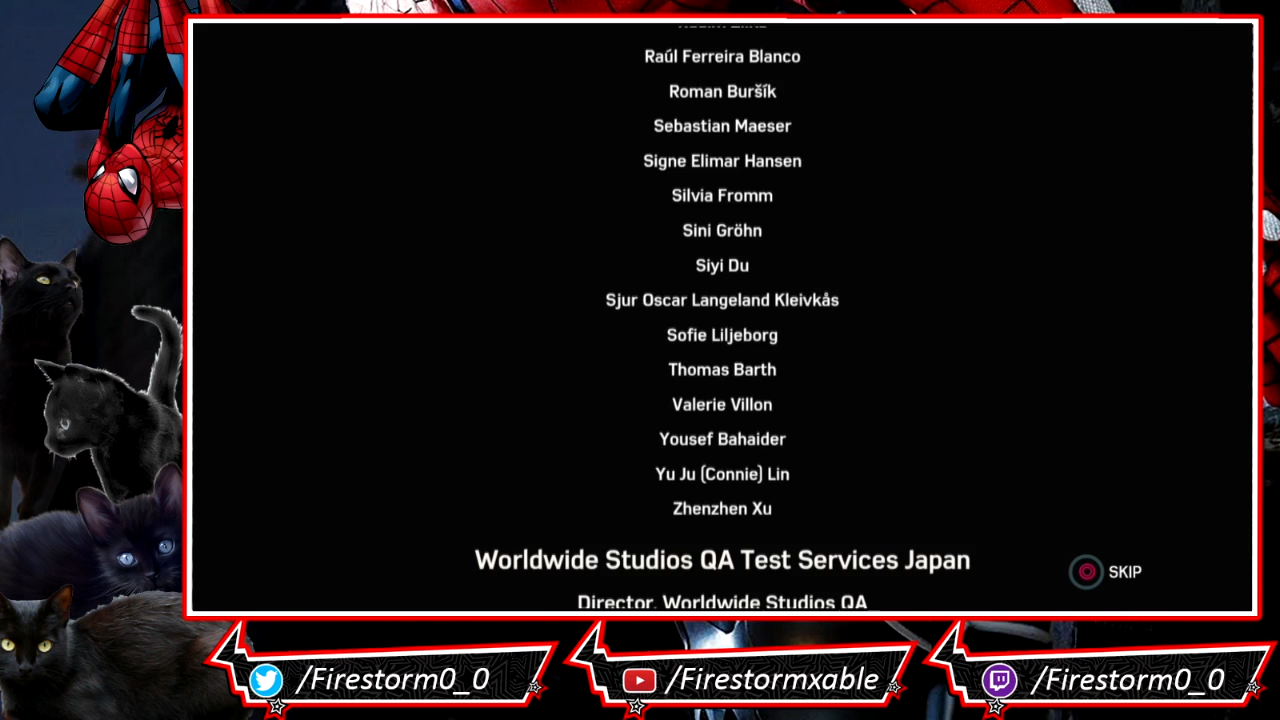 Raúl Ferreira Blanco
Roman Buršík
Sebastian Maeser
Signe Elimar Hansen
Silvia Fromm
Sini Gröhn
Siyi Du
Sjur Oscar Langeland Kleivkås
Sofie Liljeborg
Thomas Barth
Valerie Villon
Yousef Bahaider
Yu Ju (Connie) Lin
Zhenzhen Xu
Worldwide Studios QA Test Services Japan
SKIP
Director, Worldwide Studios QA
/Firestorm0_0
/Firestormxable
/Firestorm0_0